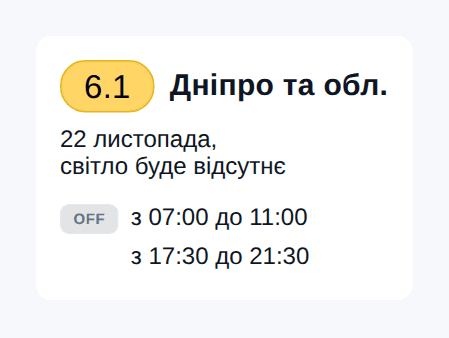 6.1 Дніпро та обл.
22 листопада,
світло буде відсутнє
OFF з 07:00 до 11:00
з 17:30 до 21:30